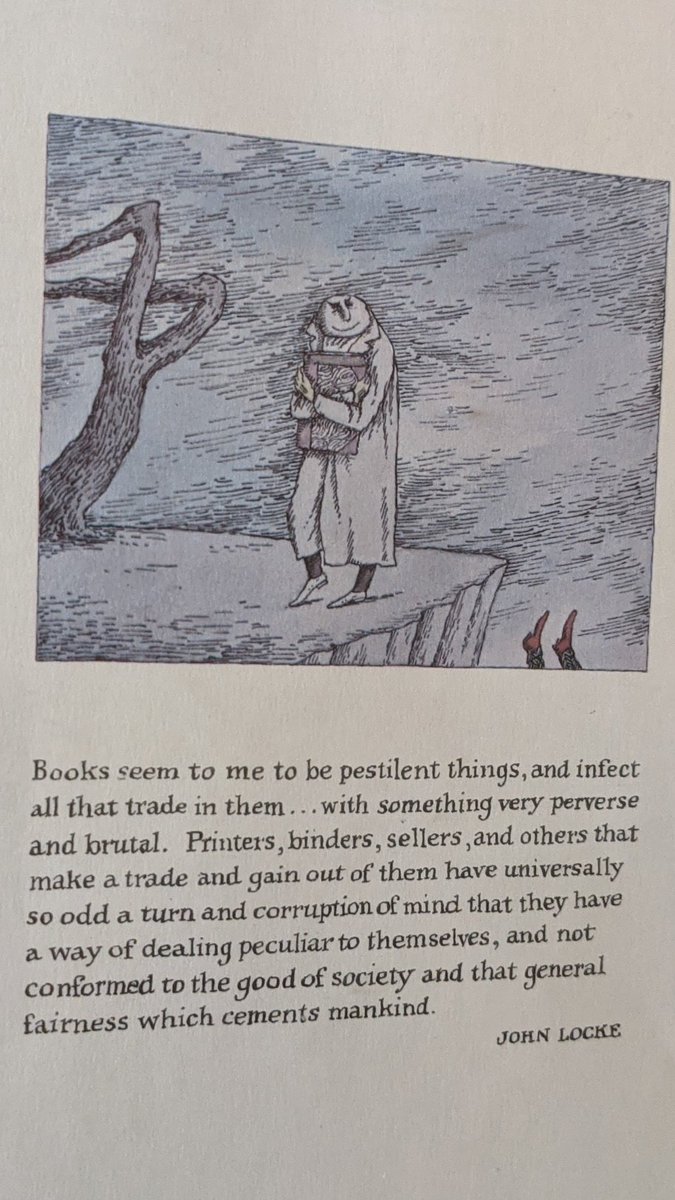 Books seem to me to be pestilent things, and infect
all that trade in them...with something very perverse
and brutal. Printers, binders, sellers, and others that
make a trade and gain out of them have universally
so odd a turn and corruption of mind that they have
a way of dealing peculiar to themselves, and not
conformed to the good of society and that general
fairness which cements mankind.
JOHN LOCKE